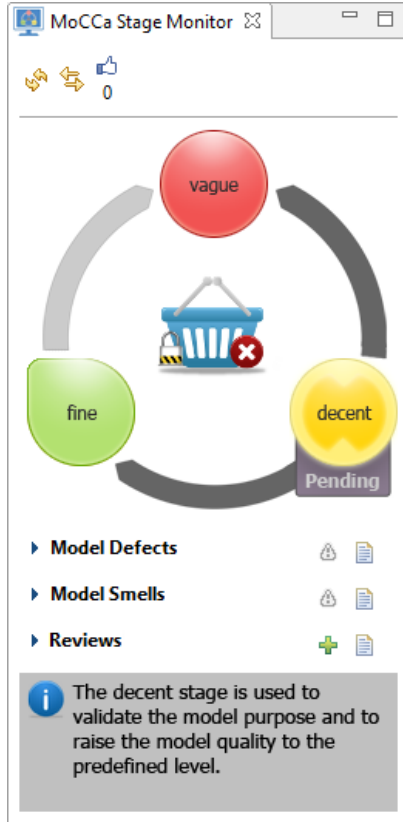 MoCCa Stage Monitor
0
vague
fine
decent
Pending
Model Defects
Model Smells
Reviews
The decent stage is used to
validate the model purpose and to
raise the model quality to the
predefined level.